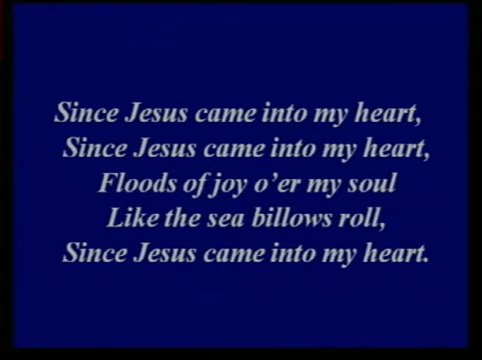 Since Jesus came into my heart,
Since Jesus came into my heart,
Floods of joy o’er my soul
Like the sea billows roll,
Since Jesus came into my heart.